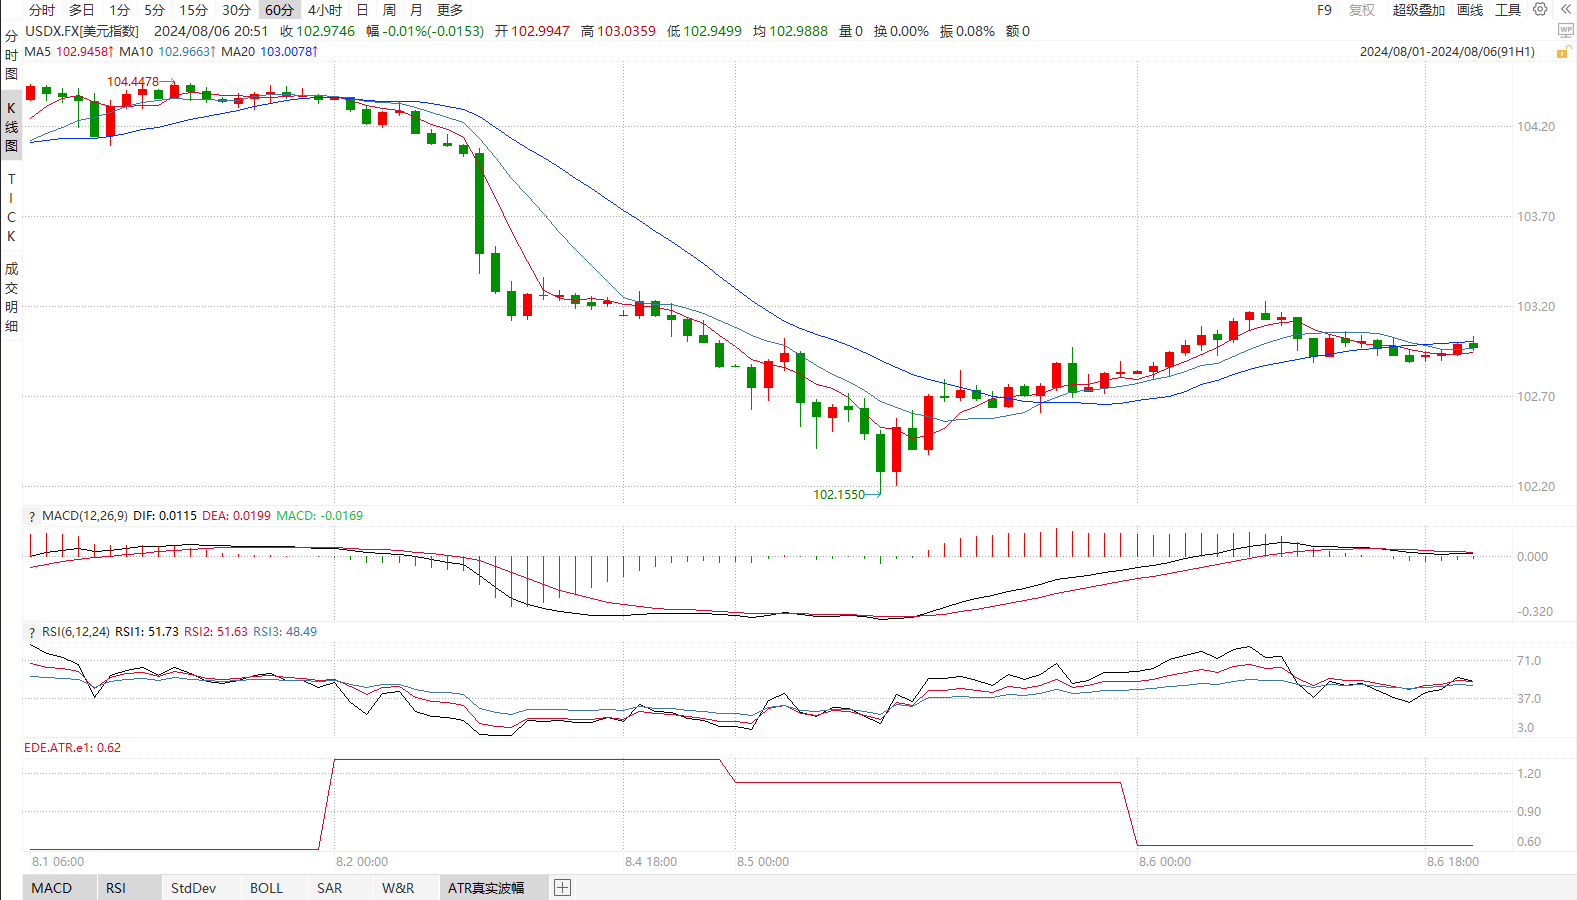 分时 多日 1分 5分 15分 30分 60分 4小时 日 周 月 更多 F9 复权 超级叠加 画线 工具
USDX.FX[美元指数] 2024/08/06 20:51 收 102.9746 幅 -0.01%(-0.0153) 开 102.9947 高 103.0359 低 102.9499 均 102.9888 量 0 换 0.00% 振 0.08% 额 0
WP
MA5 102.9458↑ MA10 102.9663↑ MA20 103.0078↑ 2024/08/01-2024/08/06(91H1)
分时图
K线图
TICK
成交明细
104.4478
104.20
103.70
103.20
102.70
102.20
102.1550
? MACD(12,26,9) DIF: 0.0115 DEA: 0.0199 MACD: -0.0169
0.000
-0.320
? RSI(6,12,24) RSI1: 51.73 RSI2: 51.63 RSI3: 48.49
71.0
37.0
3.0
EDE.ATR.e1: 0.62
1.20
0.90
0.60
8.1 06:00 8.2 00:00 8.4 18:00 8.5 00:00 8.6 00:00 8.6 18:00
MACD RSI StdDev BOLL SAR W&R ATR真实波幅